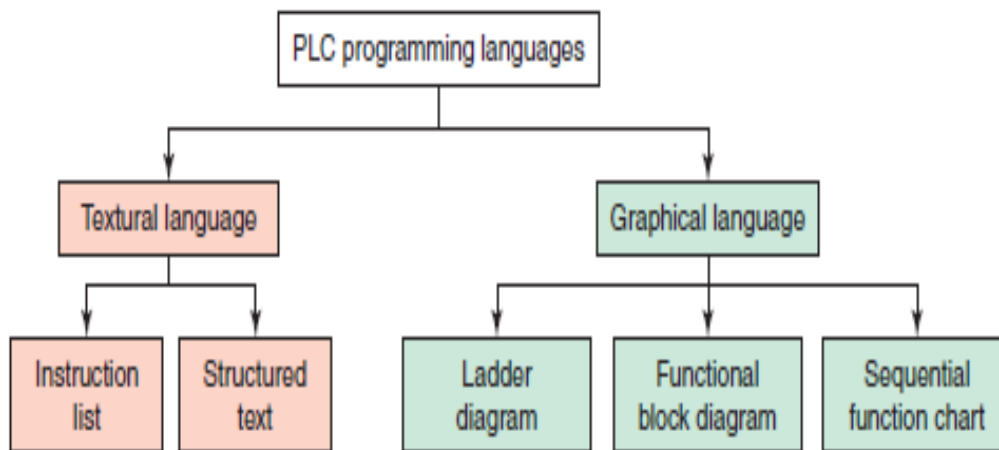 PLC programming languages
Textural language
Graphical language
Instruction
list
Structured
text
Ladder
diagram
Functional
block diagram
Sequential
function chart